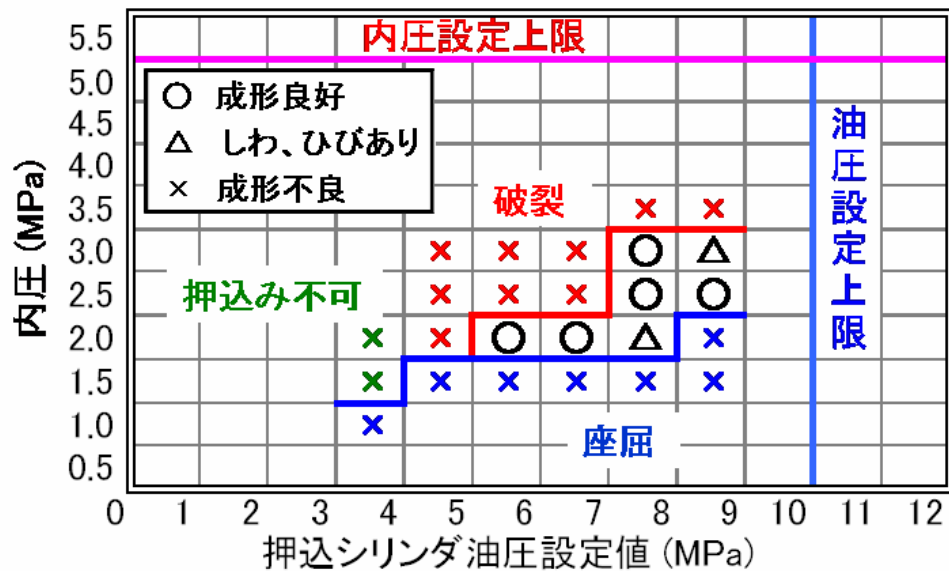 内圧設定上限
○ 成形良好
△ しわ、ひびあり
× 成形不良
破裂
押込み不可
座屈
油圧設定上限
内圧 (MPa)
5.5
5.0
4.5
4.0
3.5
3.0
2.5
2.0
1.5
1.0
0.5
0 1 2 3 4 5 6 7 8 9 10 11 12
押込シリンダ油圧設定値 (MPa)